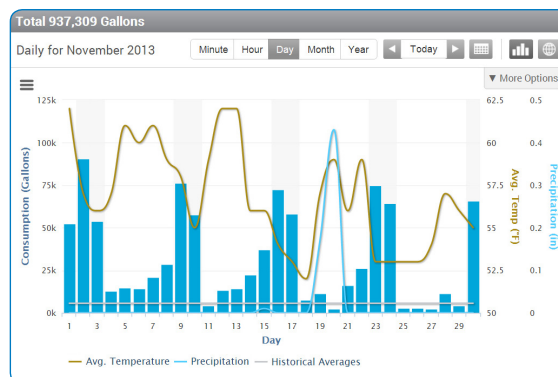 Total 937,309 Gallons
Daily for November 2013
Minute Hour Day Month Year
Today
▼ More Options
125k 62.5 0.5
100k 60 0.4
75k 57.5 0.3
50k 55 0.2
25k 52.5 0.1
0k 50 0
Consumption (Gallons)
Avg. Temp (°F)
Precipitation (in)
1 3 5 7 9 11 13 15 17 19 21 23 25 27 29
Day
Avg. Temperature Precipitation Historical Averages